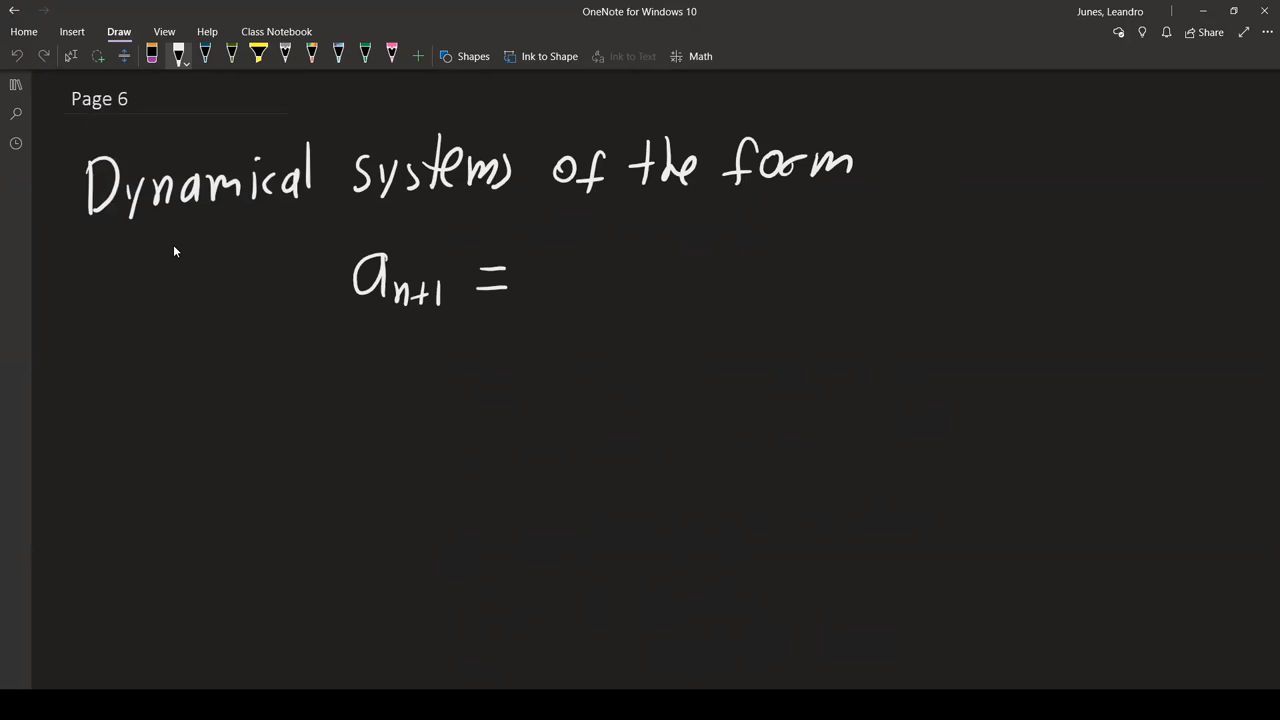 OneNote for Windows 10
Junes, Leandro
Home Insert Draw View Help Class Notebook
Share
Shapes Ink to Shape Ink to Text Math
Page 6
Dynamical systems of the form
aₙ₊₁ =